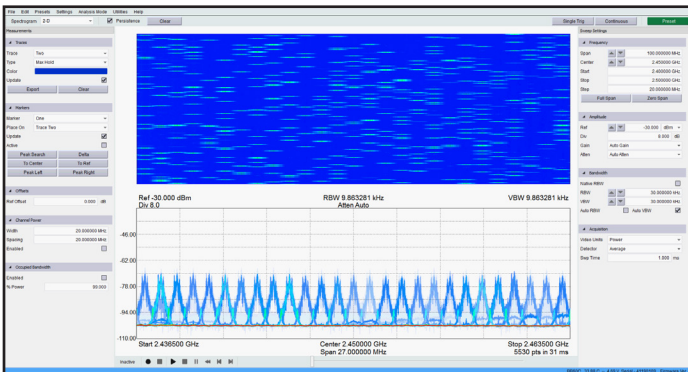 File Edit Presets Settings Analysis Mode Utilities Help
Spectrogram 2-D Persistence Clear Single Trig Continuous Preset
Measurements
Traces
Trace Two
Type Max Hold
Color
Update
Export Clear
Markers
Marker One
Place On Trace Two
Update
Active
Peak Search Delta
To Center To Ref
Peak Left Peak Right
Offsets
Ref Offset 0.000 dB
Channel Power
Width 20.000000 MHz
Spacing 20.000000 MHz
Enabled
Occupied Bandwidth
Enabled
% Power 99.000
Ref -30.000 dBm RBW 9.863281 kHz VBW 9.863281 kHz
Div 8.0 Atten Auto
-46.00
-62.00
-78.00
-94.00
-110.00
Start 2.436500 GHz Center 2.450000 GHz Stop 2.463500 GHz
Span 27.000000 MHz 5530 pts in 31 ms
Inactive
Sweep Settings
Frequency
Span 100.000000 MHz
Center 2.450000 GHz
Start 2.400000 GHz
Stop 2.500000 GHz
Step 20.000000 MHz
Full Span Zero Span
Amplitude
Ref -30.000 dBm
Div 8.000 dB
Gain Auto Gain
Atten Auto Atten
Bandwidth
Native RBW
RBW 30.000000 kHz
VBW 30.000000 kHz
Auto RBW Auto VBW
Acquisition
Video Units Power
Detector Average
Swp Time 1.000 ms